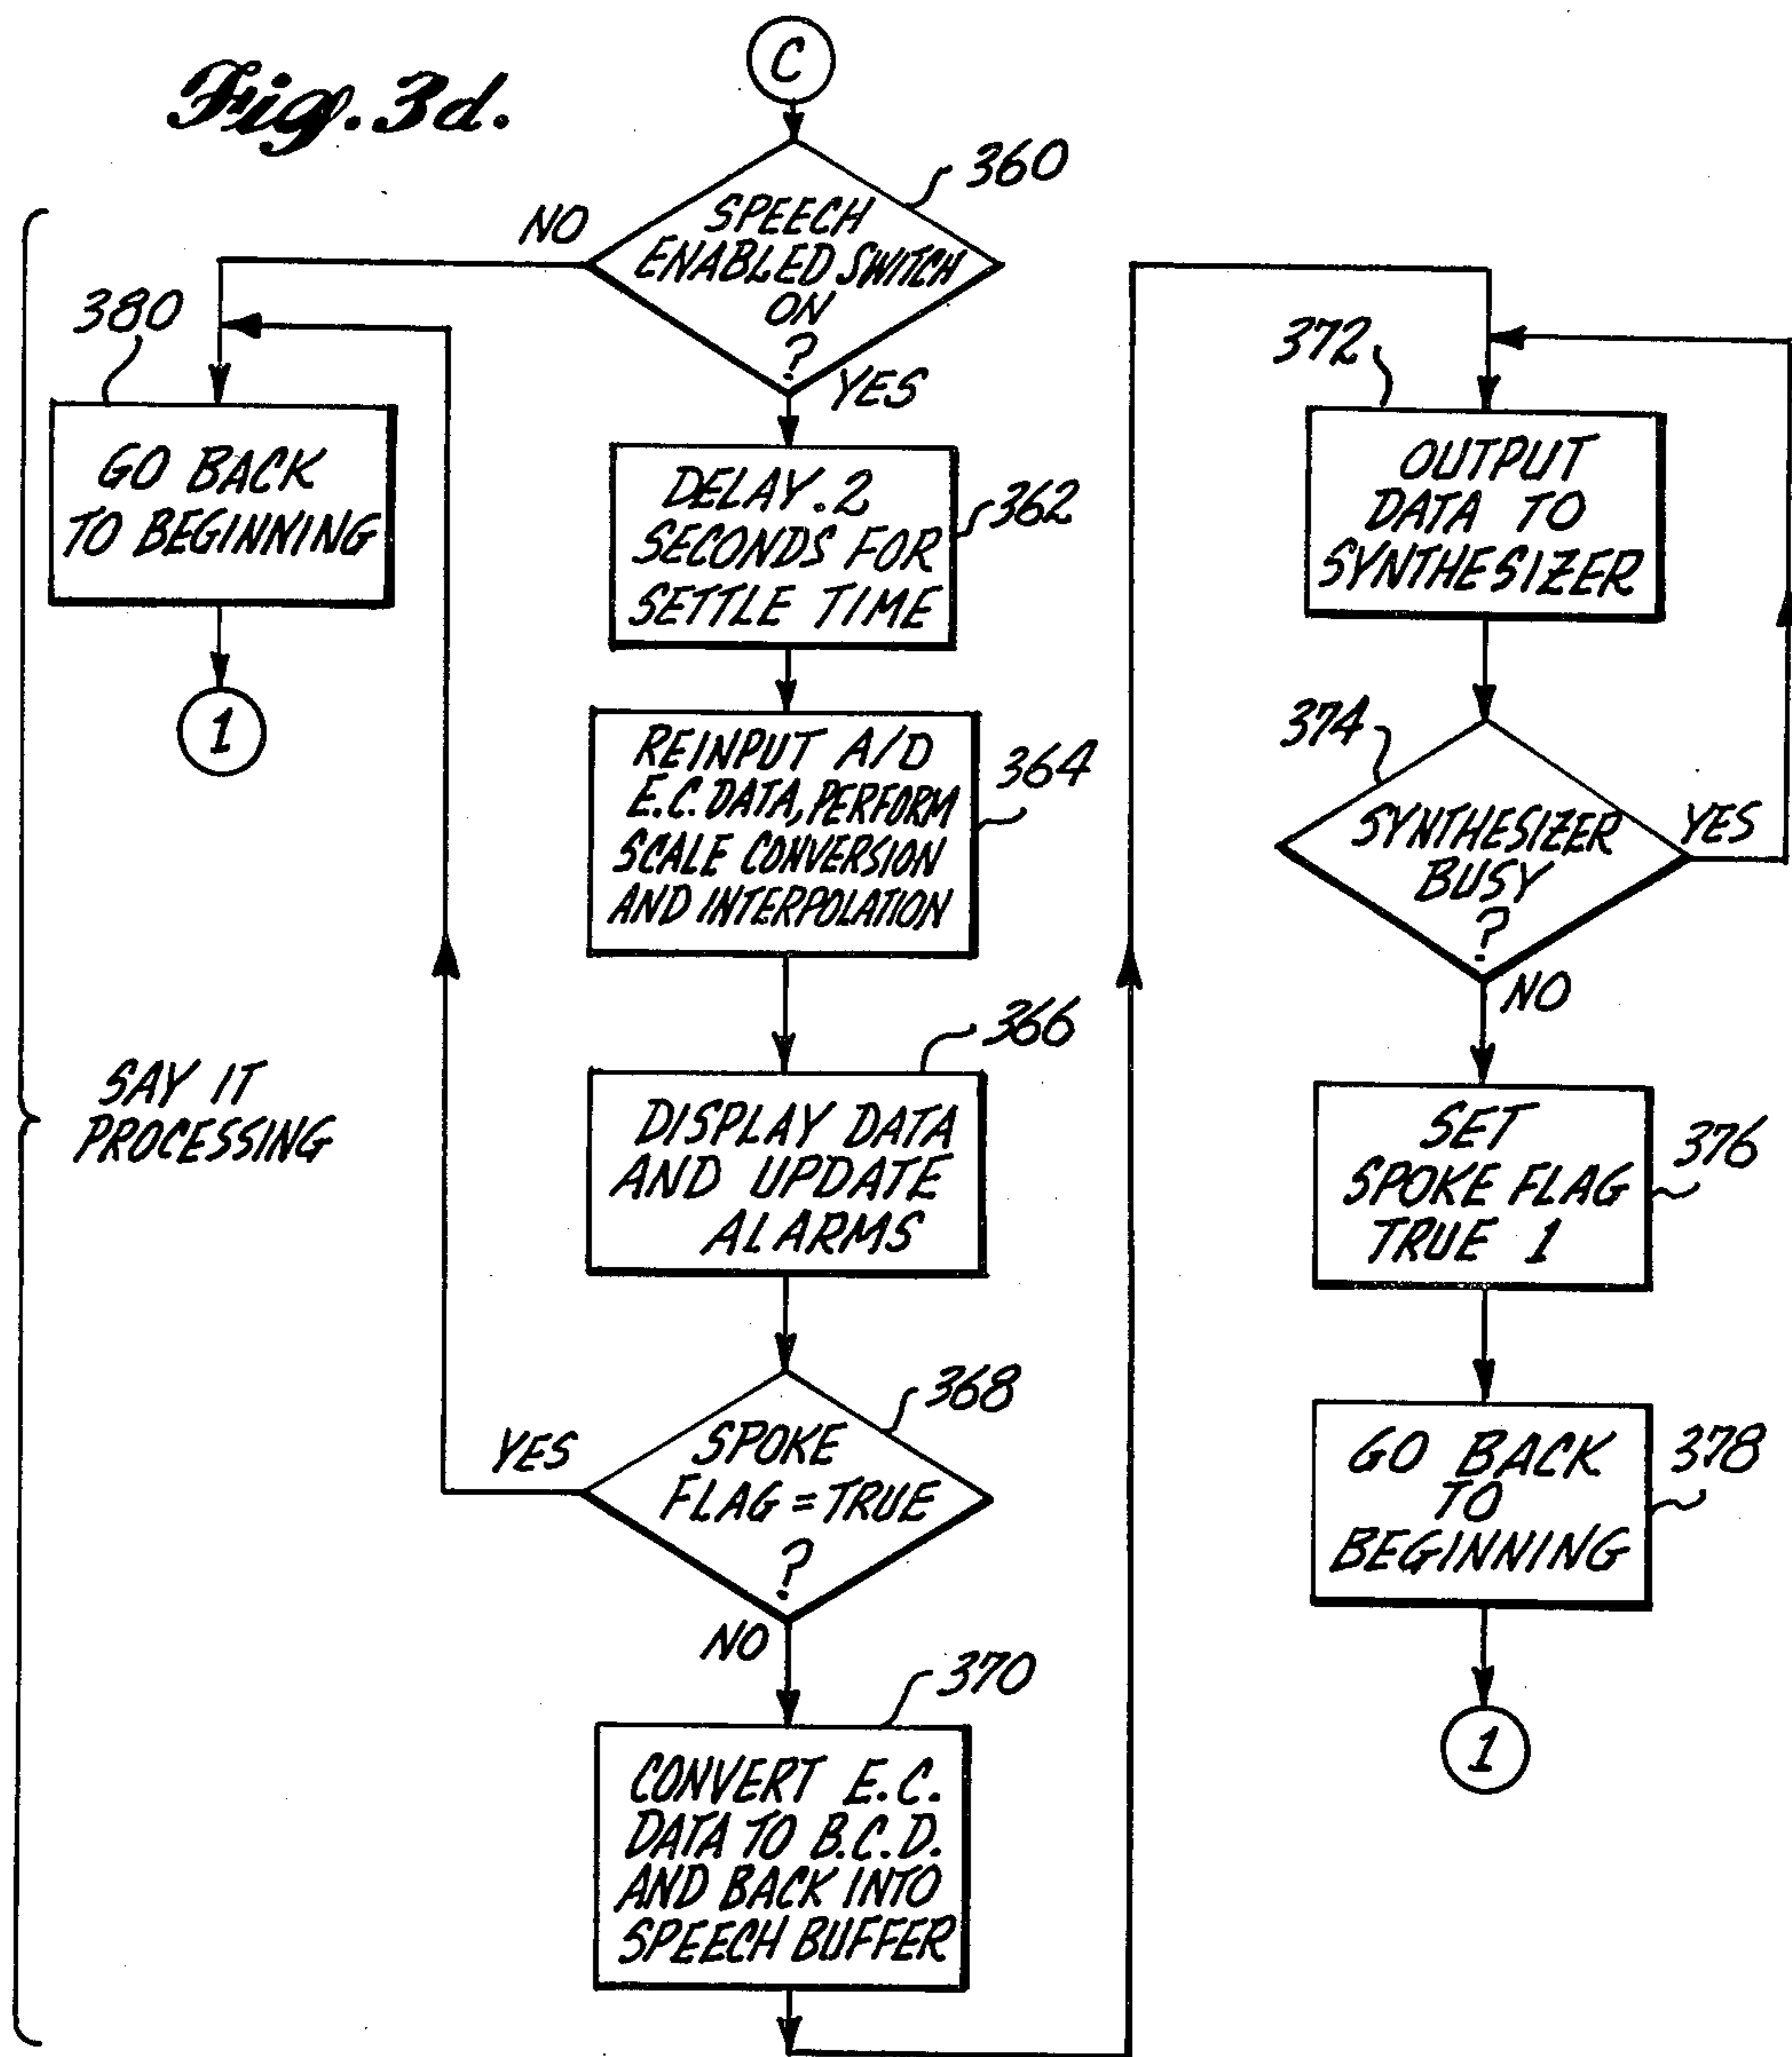 Fig. 3d.
C
360
SPEECH
ENABLED SWITCH
ON
?
NO
YES
380
GO BACK
TO BEGINNING
1
DELAY .2
SECONDS FOR
SETTLE TIME
362
REINPUT A/D
E.C. DATA, PERFORM
SCALE CONVERSION
AND INTERPOLATION
364
366
DISPLAY DATA
AND UPDATE
ALARMS
SAY IT
PROCESSING
368
SPOKE
FLAG = TRUE
?
YES
NO
370
CONVERT E.C.
DATA TO B.C.D.
AND BACK INTO
SPEECH BUFFER
372
OUTPUT
DATA TO
SYNTHESIZER
374
SYNTHESIZER
BUSY
?
YES
NO
SET
SPOKE FLAG
TRUE 1
376
GO BACK
TO
BEGINNING
378
1